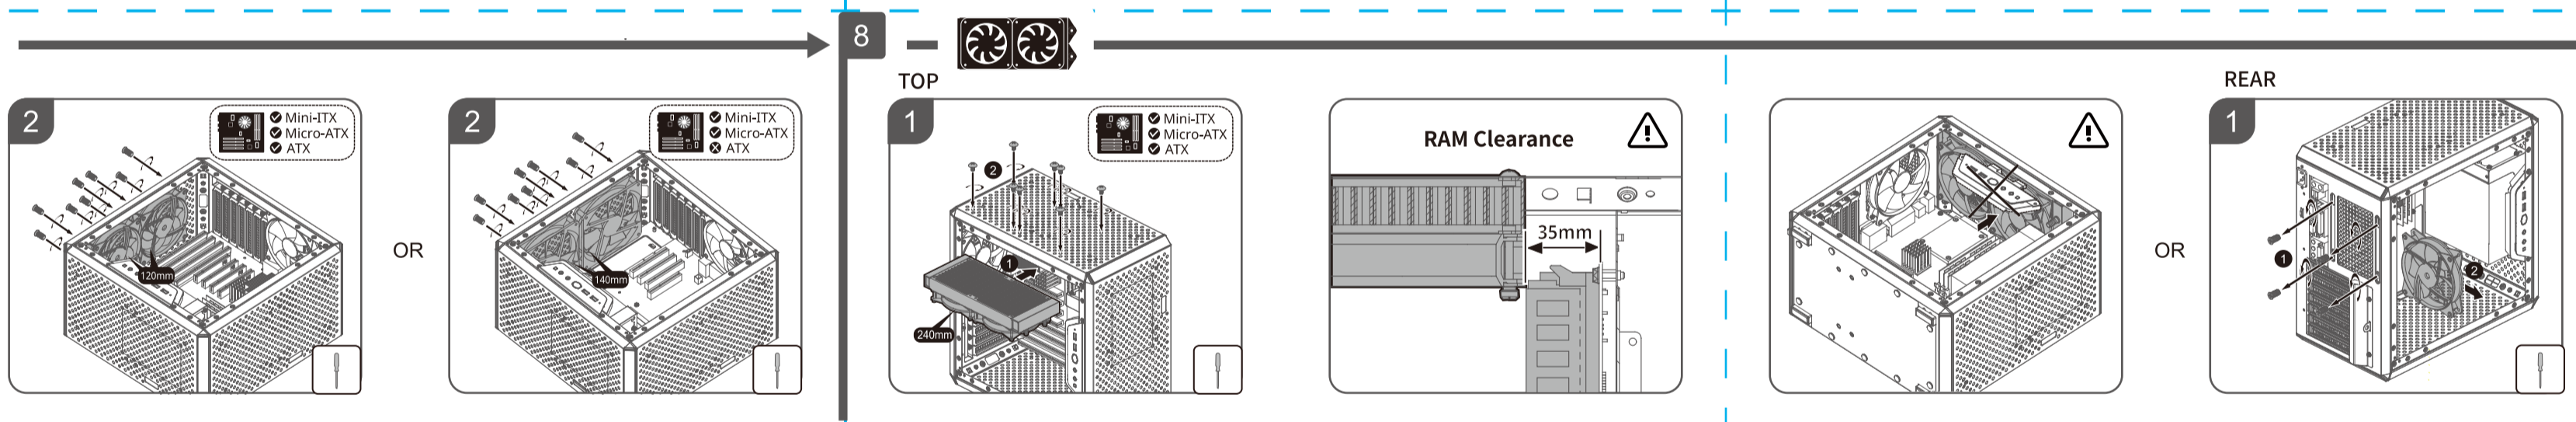 8
TOP
REAR
2
Mini-ITX
Micro-ATX
ATX
120mm
OR
2
Mini-ITX
Micro-ATX
ATX
140mm
1
Mini-ITX
Micro-ATX
ATX
2
1
240mm
RAM Clearance
35mm
OR
1
1
2